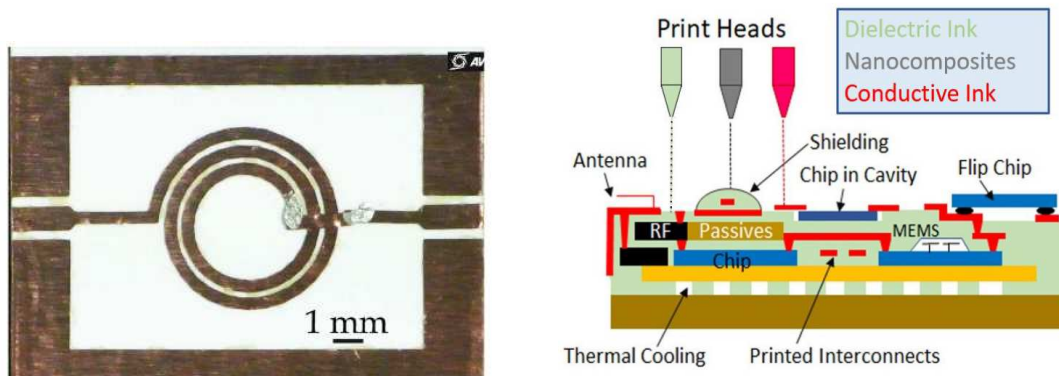 AV
1 mm
Print Heads
Dielectric Ink
Nanocomposites
Conductive Ink
Shielding
Antenna
Chip in Cavity
Flip Chip
RF
Passives
MEMS
Chip
Thermal Cooling
Printed Interconnects